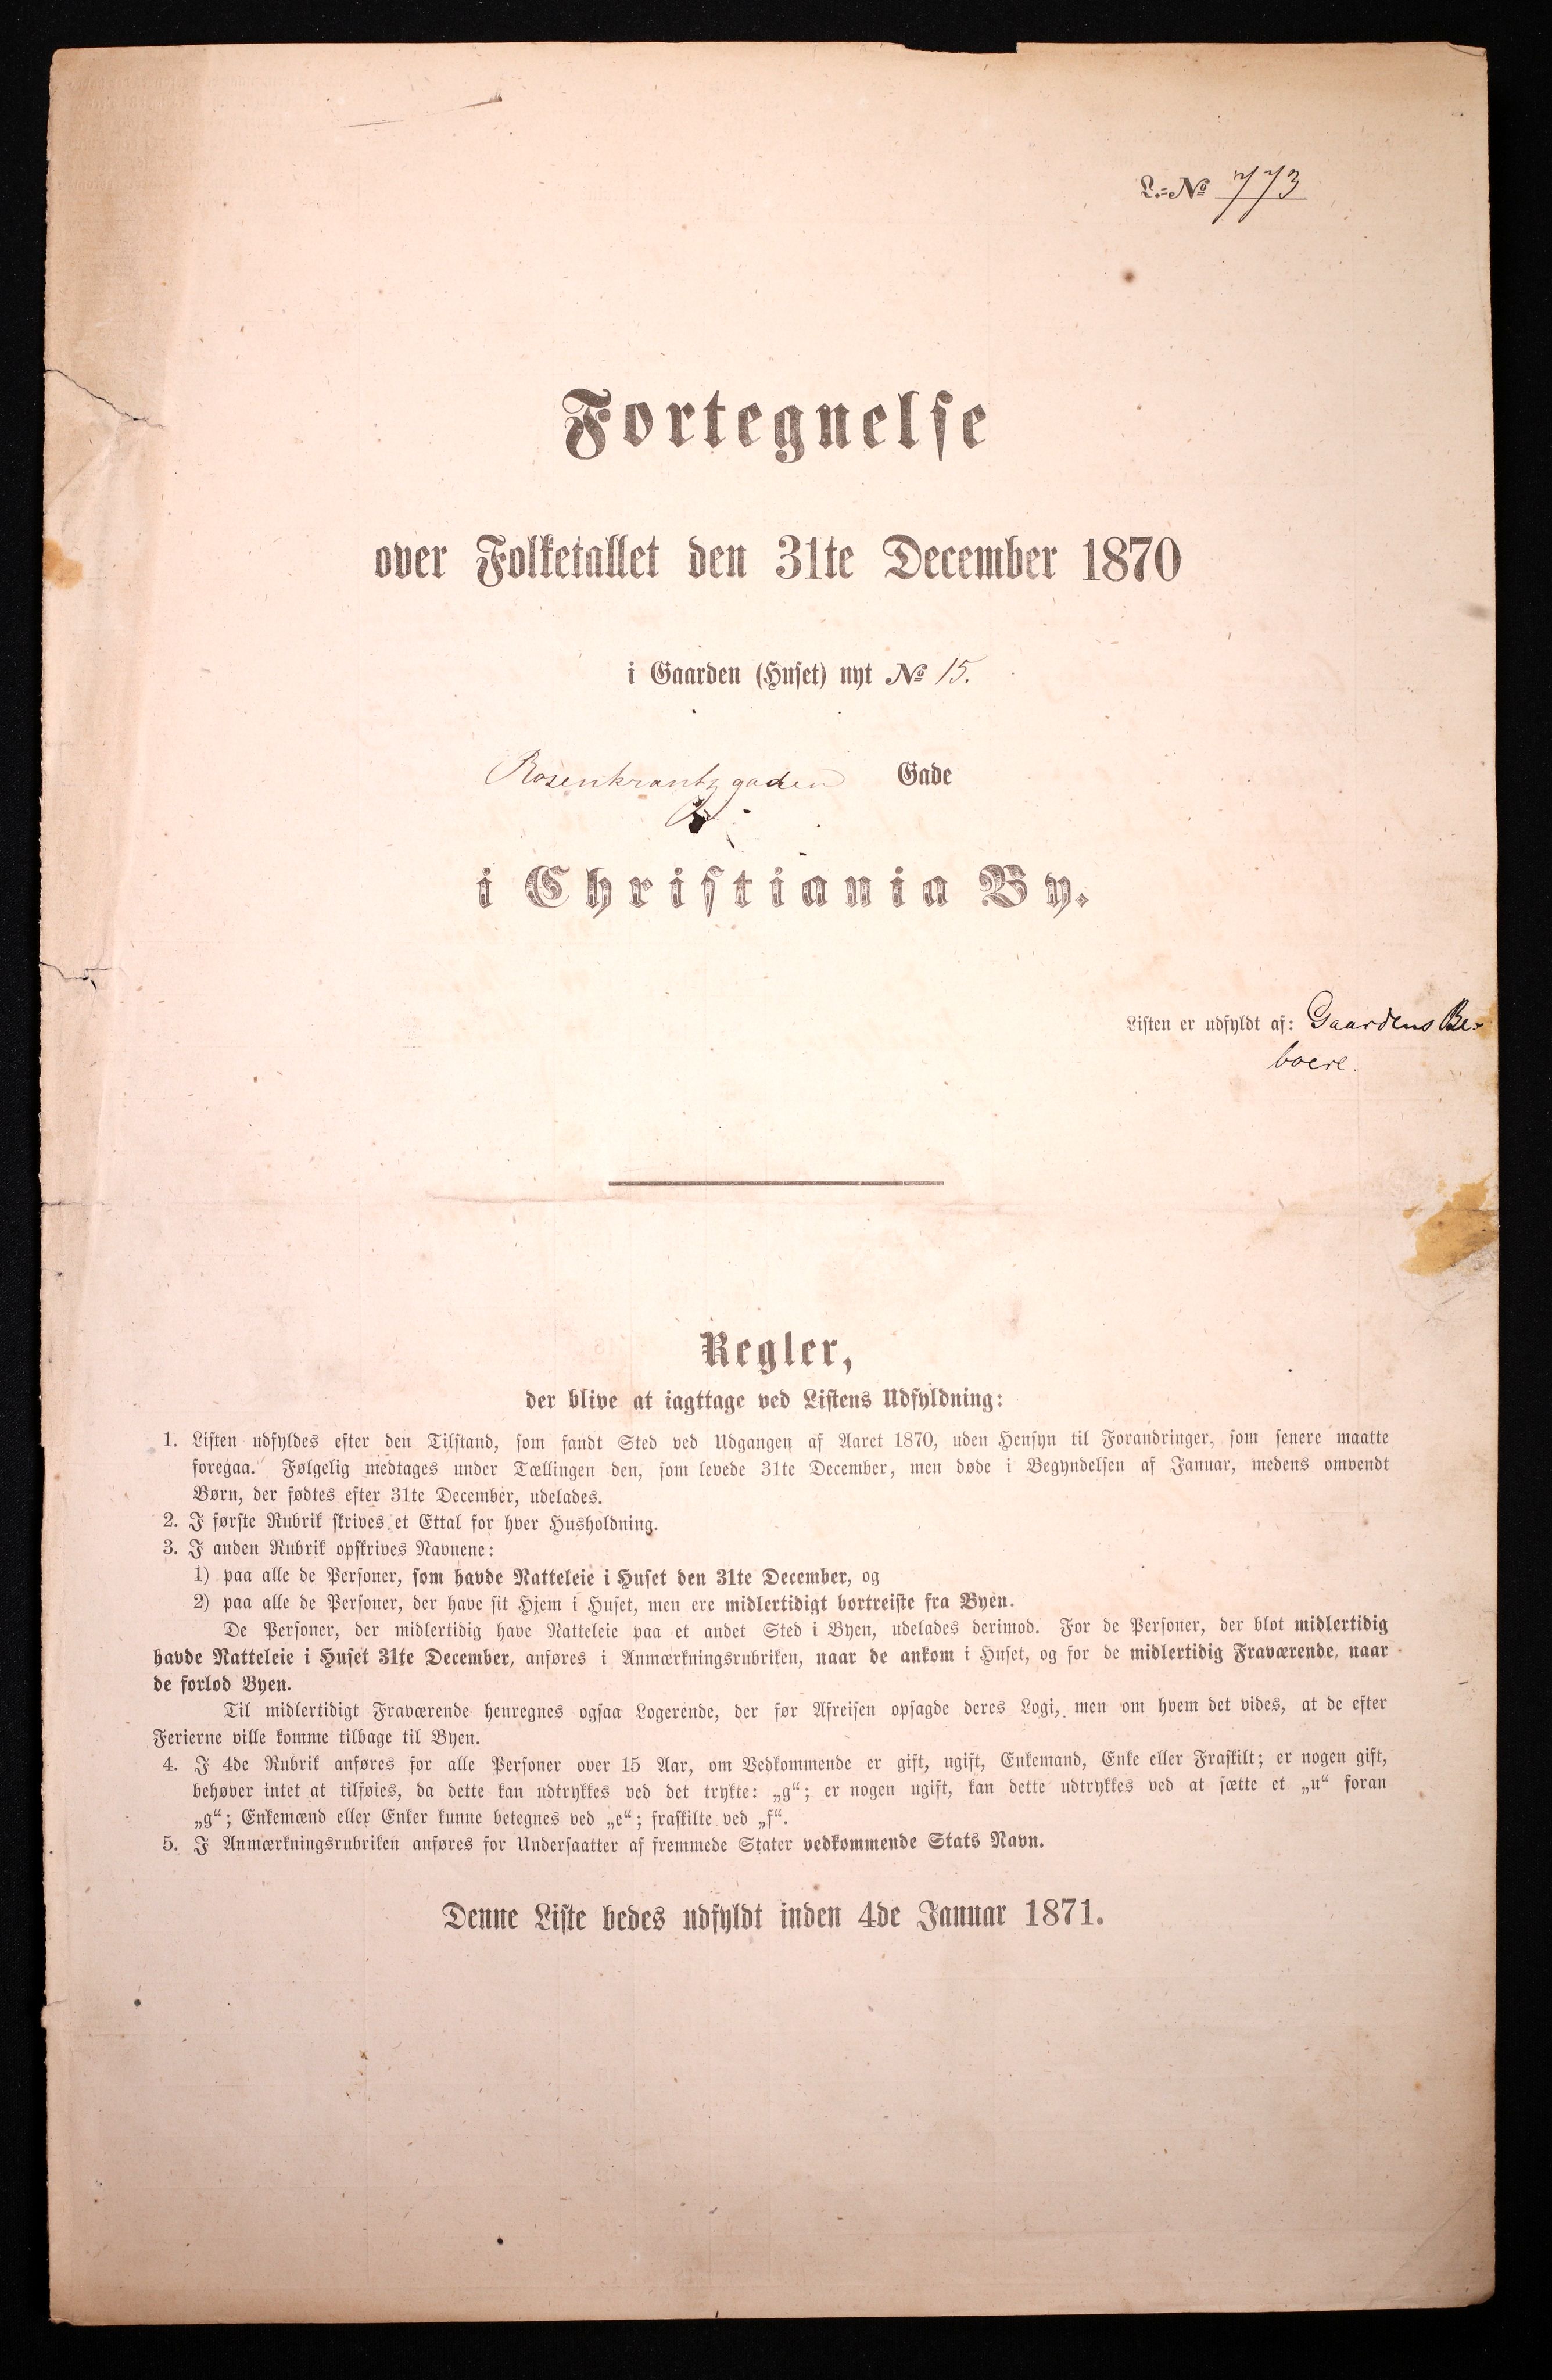 L.=No 773
Fortegnelse
over Folketallet den 31te December 1870
i Gaarden (Huset) nyt No 15.
Rosenkrantzgaden Gade
i Christiania By.
Listen er udfyldt af: Gaardens Be-
boere.
Regler,
der blive at iagttage ved Listens Udfyldning:
1. Listen udfyldes efter den Tilstand, som fandt Sted ved Udgangen af Aaret 1870, uden Hensyn til Forandringer, som senere maatte
foregaa. Følgelig medtages under Tællingen den, som levede 31te December, men døde i Begyndelsen af Januar, medens omvendt
Børn, der fødtes efter 31te December, udelades.
2. I første Rubrik skrives et Ettal for hver Husholdning.
3. I anden Rubrik opskrives Navnene:
1) paa alle de Personer, som havde Natteleie i Huset den 31te December, og
2) paa alle de Personer, der have sit Hjem i Huset, men ere midlertidigt bortreiste fra Byen.
De Personer, der midlertidig have Natteleie paa et andet Sted i Byen, udelades derimod. For de Personer, der blot midlertidig
havde Natteleie i Huset 31te December, anføres i Anmærkningsrubriken, naar de ankom i Huset, og for de midlertidig Fraværende, naar
de forlod Byen.
Til midlertidigt Fraværende henregnes ogsaa Logerende, der før Afreisen opsagde deres Logi, men om hvem det vides, at de efter
Ferierne ville komme tilbage til Byen.
4. I 4de Rubrik anføres for alle Personer over 15 Aar, om Vedkommende er gift, ugift, Enkemand, Enke eller Fraskilt; er nogen gift,
behøver intet at tilføies, da dette kan udtrykkes ved det trykte: „g“; er nogen ugift, kan dette udtrykkes ved at sætte et „u“ foran
„g“; Enkemænd eller Enker kunne betegnes ved „e“; fraskilte ved „f“.
5. I Anmærkningsrubriken anføres for Undersaatter af fremmede Stater vedkommende Stats Navn.
Denne Liste bedes udfyldt inden 4de Januar 1871.